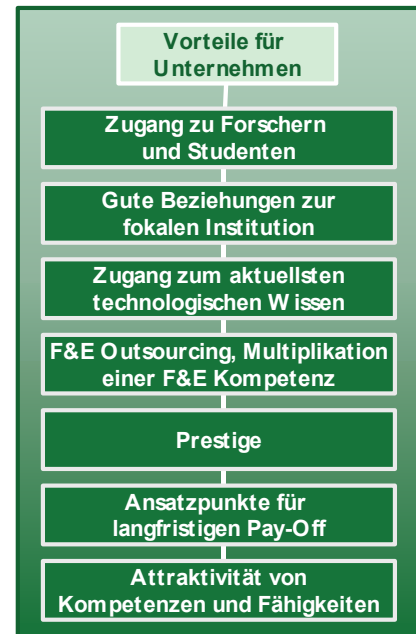 Vorteile für
Unternehmen
Zugang zu Forschern
und Studenten
Gute Beziehungen zur
fokalen Institution
Zugang zum aktuellsten
technologischen Wissen
F&E Outsourcing, Multiplikation
einer F&E Kompetenz
Prestige
Ansatzpunkte für
langfristigen Pay-Off
Attraktivität von
Kompetenzen und Fähigkeiten